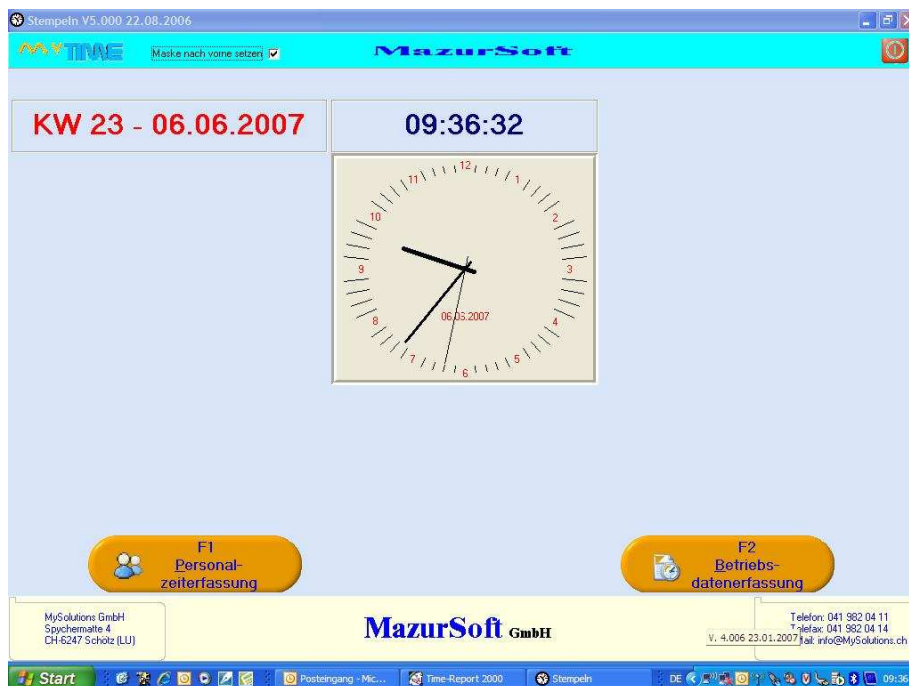 Stempeln V5.000 22.08.2006
MYTIME
Maske nach vorne setzen
MazurSoft
KW 23 - 06.06.2007
09:36:32
12
1
2
3
4
5
6
7
8
9
10
11
06.06.2007
F1
Personal-
zeiterfassung
F2
Betriebs-
datenerfassung
MySolutions GmbH
Spychermatte 4
CH-6247 Schötz (LU)
MazurSoft GmbH
Telefon: 041 982 04 11
041 982 04 14
info@MySolutions.ch
V. 4.006 23.01.2007
Start
Posteingang - Mic...
Time-Report 2000
Stempeln
DE
09:36